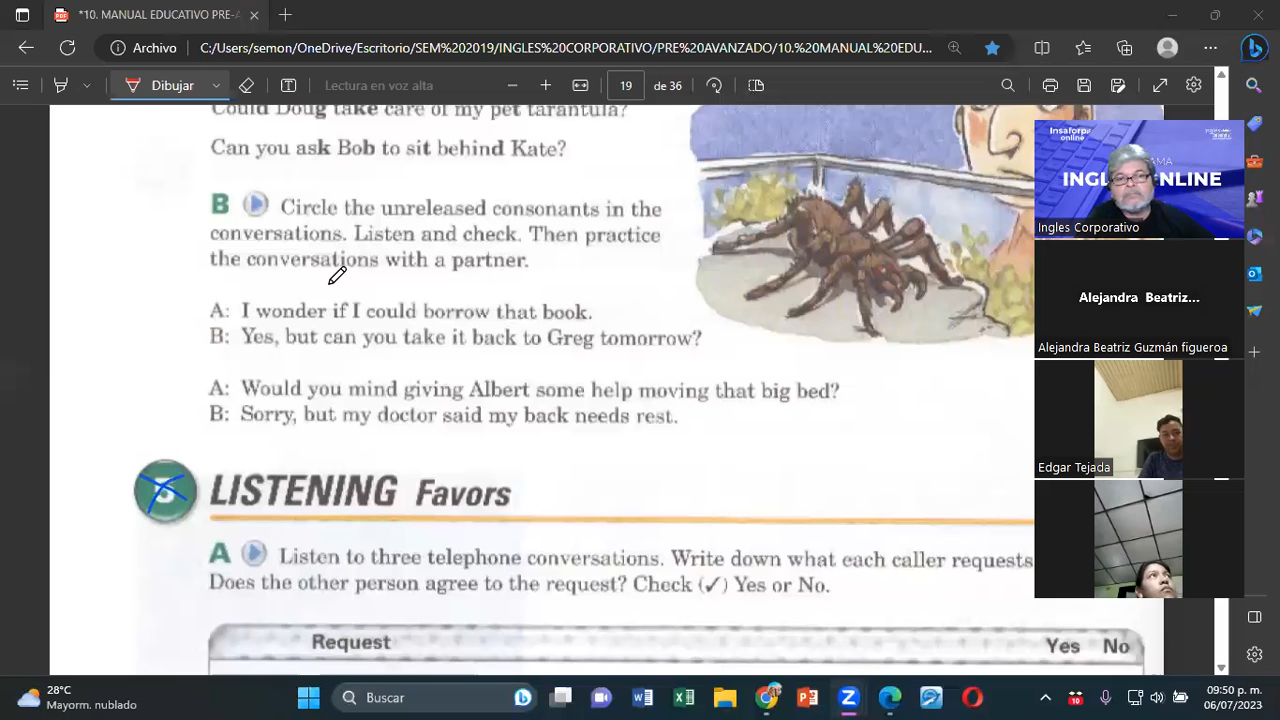 *10. MANUAL EDUCATIVO PRE-A
Archivo
C:/Users/semon/OneDrive/Escritorio/SEM%202019/INGLES%20CORPORATIVO/PRE%20AVANZADO/10.%20MANUAL%20EDU...
Dibujar
Lectura en voz alta
19
de 36
Could Doug take care of my pet tarantula?
Can you ask Bob to sit behind Kate?
B Circle the unreleased consonants in the
conversations. Listen and check. Then practice
the conversations with a partner.
A: I wonder if I could borrow that book.
B: Yes, but can you take it back to Greg tomorrow?
A: Would you mind giving Albert some help moving that big bed?
B: Sorry, but my doctor said my back needs rest.
LISTENING Favors
A Listen to three telephone conversations. Write down what each caller requests
Does the other person agree to the request? Check (✓) Yes or No.
Request Yes No
Insaforp
online
INGL ONLINE
Ingles Corporativo
Alejandra Beatriz...
Alejandra Beatriz Guzmán figueroa
Edgar Tejada
28°C
Mayorm. nublado
Buscar
10
09:50 p. m.
06/07/2023